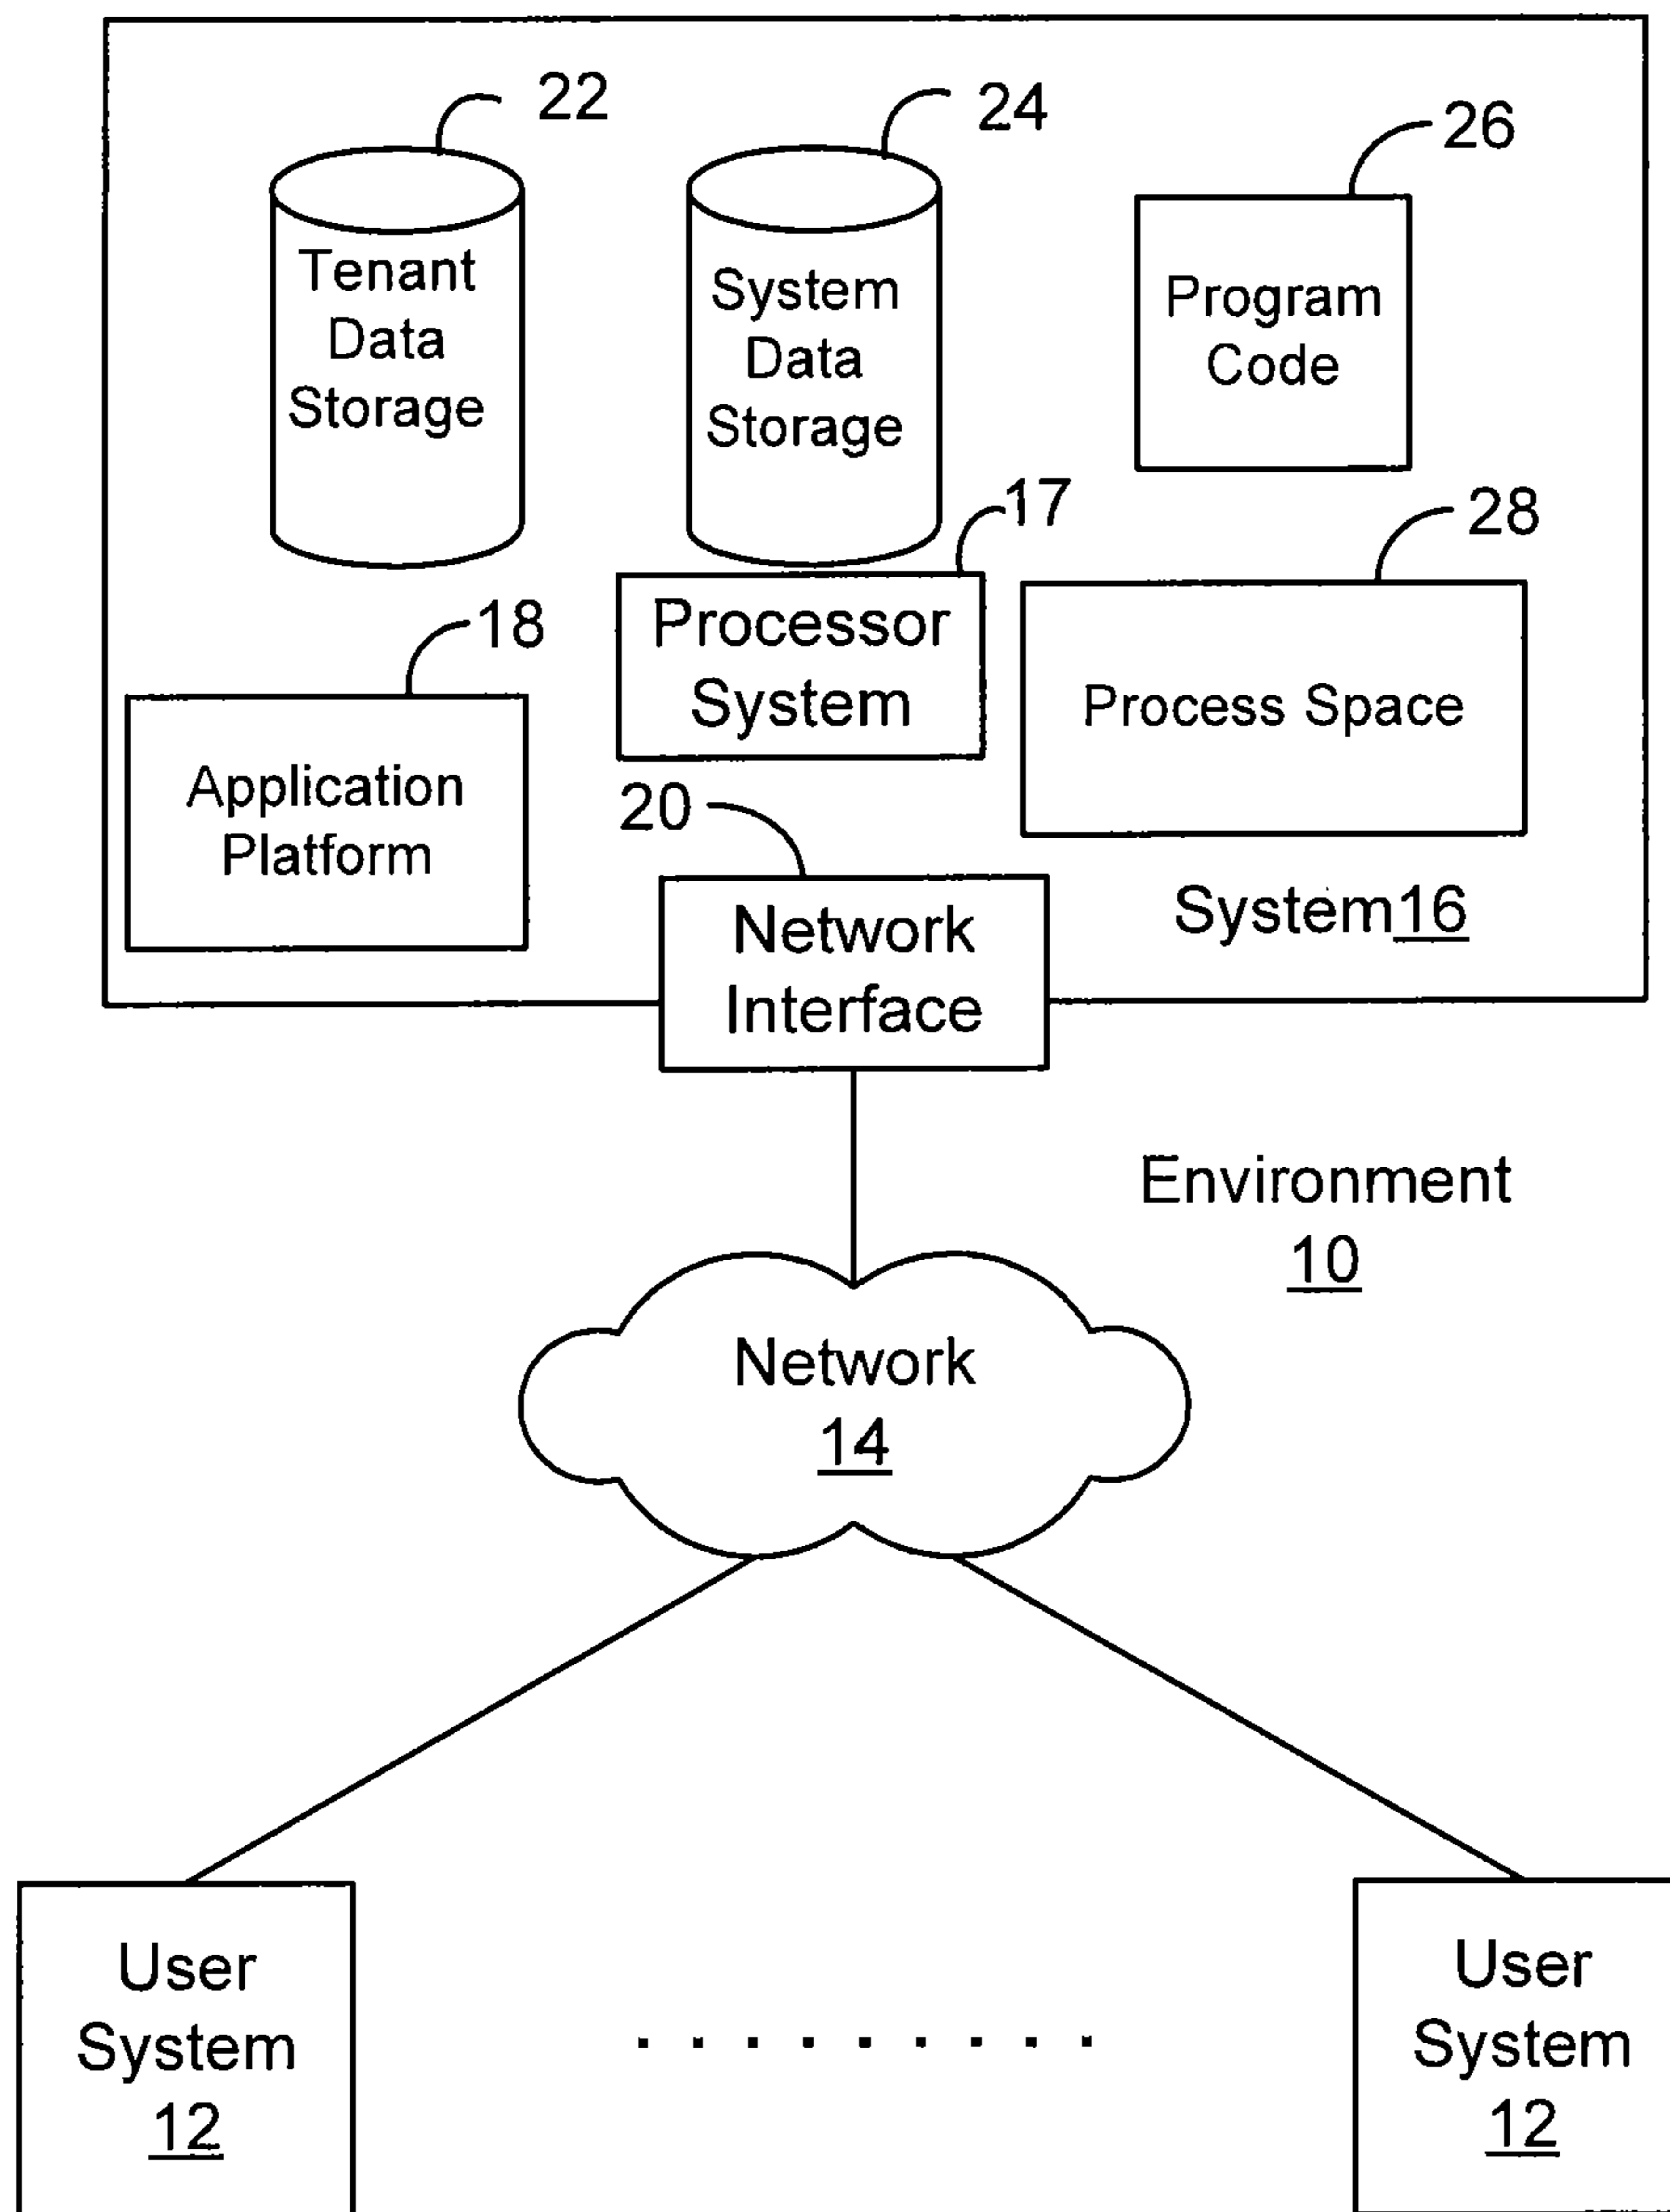 22
24
26
Tenant
Data
Storage
System
Data
Storage
Program
Code
17
28
18
Processor
System
Process Space
Application
Platform
20
System16
Network
Interface
Environment
10
Network
14
User
System
12
. . . . . . . . .
User
System
12